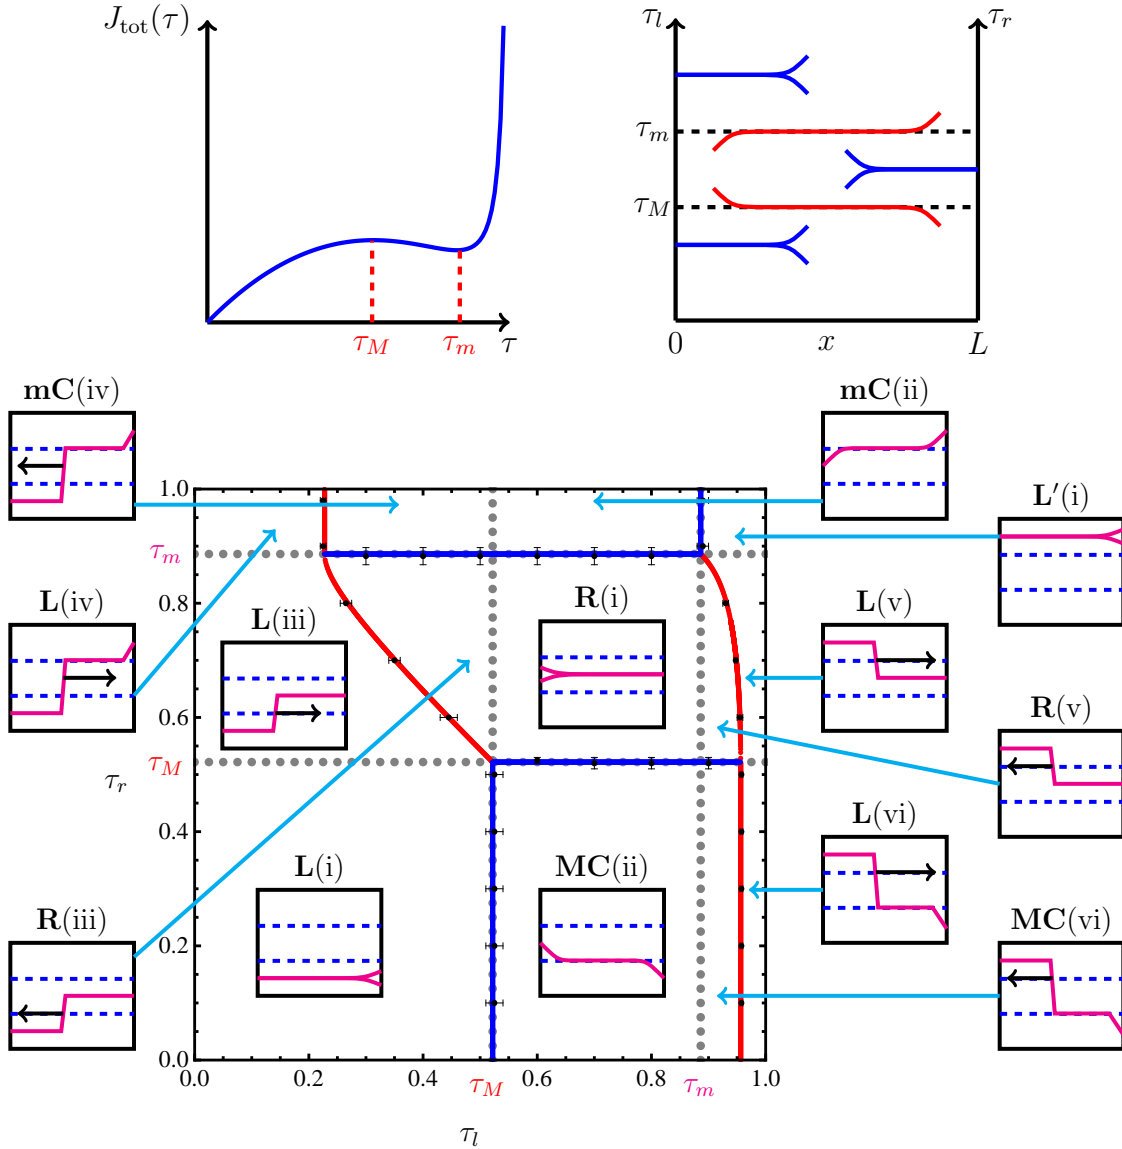 J_tot(τ)
τ_M
τ_m
τ
τ_l
τ_r
τ_m
τ_M
0
x
L
mC(iv)
mC(ii)
L′(i)
L(iv)
L(v)
R(v)
L(vi)
MC(vi)
R(iii)
L(iii)
R(i)
L(i)
MC(ii)
1.0
τ_m
0.8
0.6
τ_M
τ_r
0.4
0.2
0.0
0.0
0.2
0.4
τ_M
0.6
0.8
τ_m
1.0
τ_l